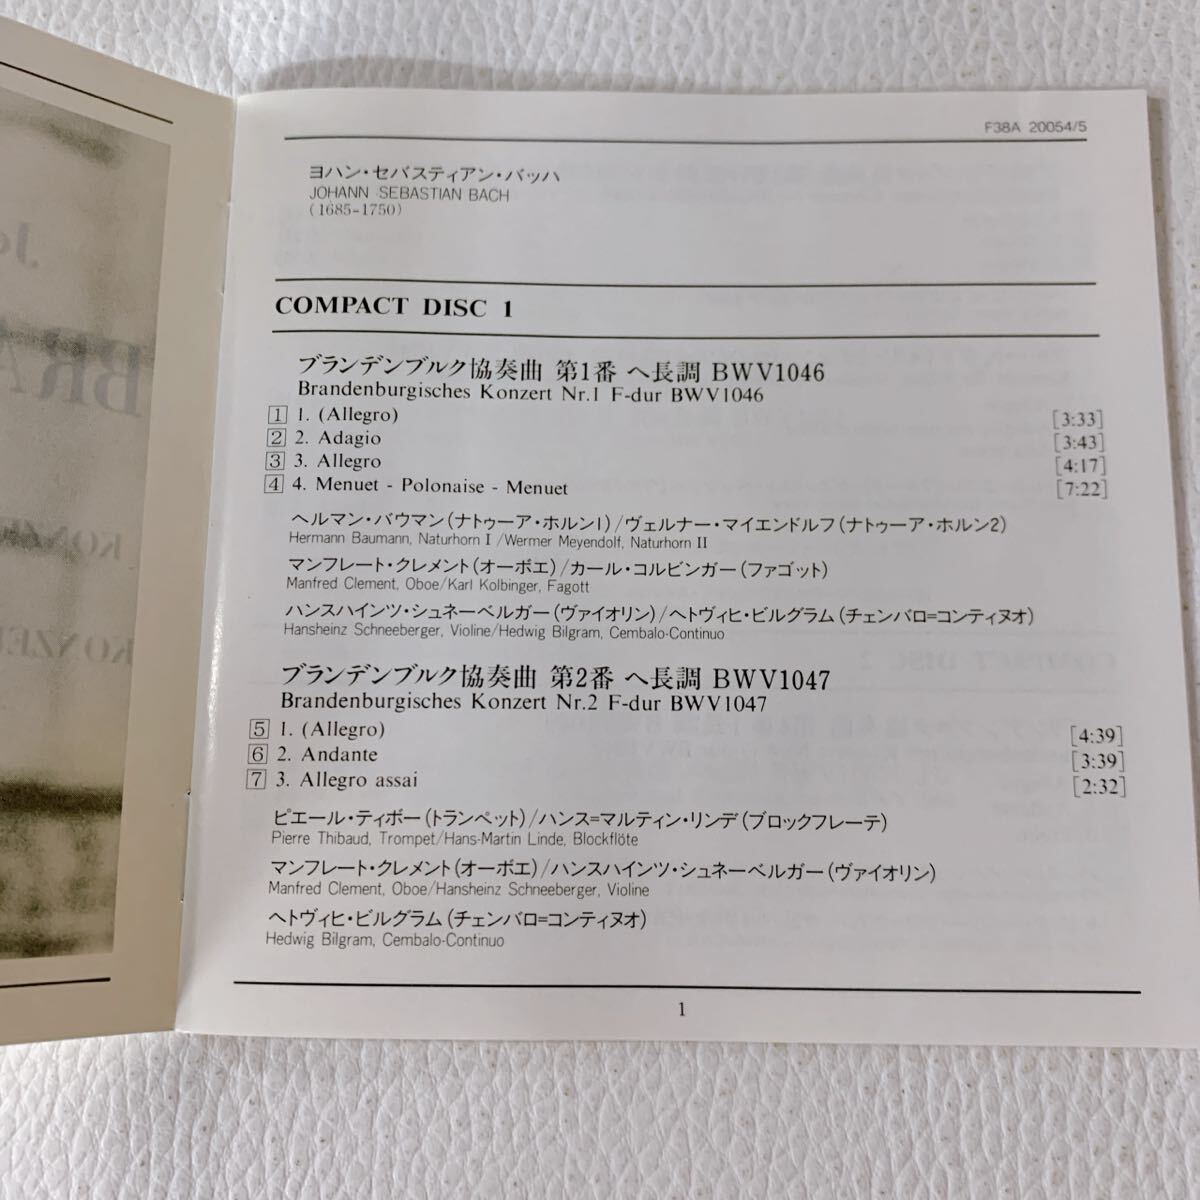 F38A 20054/5
ヨハン・セバスティアン・バッハ
JOHANN SEBASTIAN BACH
(1685-1750)
COMPACT DISC 1
ブランデンブルク協奏曲 第1番 ヘ長調 BWV1046
Brandenburgisches Konzert Nr.1 F-dur BWV1046
1 1. (Allegro) [3:33]
2 2. Adagio [3:43]
3 3. Allegro [4:17]
4 4. Menuet - Polonaise - Menuet [7:22]
ヘルマン・バウマン(ナトゥーア・ホルン1)/ヴェルナー・マイエンドルフ(ナトゥーア・ホルン2)
Hermann Baumann, Naturhorn I /Wermer Meyendolf, Naturhorn II
マンフレート・クレメント(オーボエ)/カール・コルビンガー(ファゴット)
Manfred Clement, Oboe/Karl Kolbinger, Fagott
ハンスハインツ・シュネーベルガー(ヴァイオリン)/ヘトヴィヒ・ビルグラム(チェンバロ=コンティヌオ)
Hansheinz Schneeberger, Violine/Hedwig Bilgram, Cembalo-Continuo
ブランデンブルク協奏曲 第2番 ヘ長調 BWV1047
Brandenburgisches Konzert Nr.2 F-dur BWV1047
5 1. (Allegro) [4:39]
6 2. Andante [3:39]
7 3. Allegro assai [2:32]
ピエール・ティボー(トランペット)/ハンス=マルティン・リンデ(ブロックフレーテ)
Pierre Thibaud, Trompet/Hans-Martin Linde, Blockflöte
マンフレート・クレメント(オーボエ)/ハンスハインツ・シュネーベルガー(ヴァイオリン)
Manfred Clement, Oboe/Hansheinz Schneeberger, Violine
ヘトヴィヒ・ビルグラム(チェンバロ=コンティヌオ)
Hedwig Bilgram, Cembalo-Continuo
1